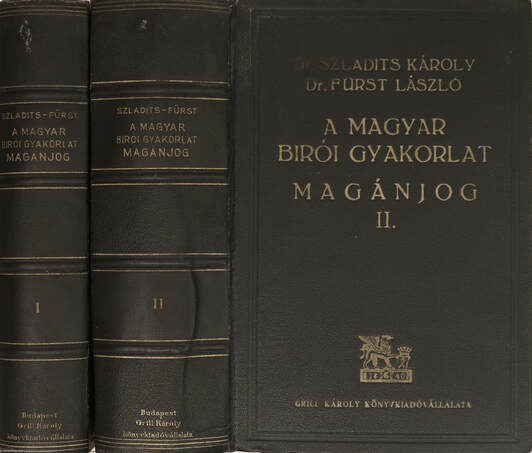 SZLADITS-FÜRST
A MAGYAR
BIRÓI GYAKORLAT
MAGÁNJOG
I
Budapest
Grill Károly
könyvkiadóvállalata
SZLADITS-FÜRST
A MAGYAR
BIRÓI GYAKORLAT
MAGÁNJOG
II
Budapest
Grill Károly
könyvkiadóvállalata
Dr. SZLADITS KÁROLY
Dr. FÜRST LÁSZLÓ
A MAGYAR
BIRÓI GYAKORLAT
MAGÁNJOG
II.
GRILL KÁROLY KÖNYVKIADÓVÁLLALATA